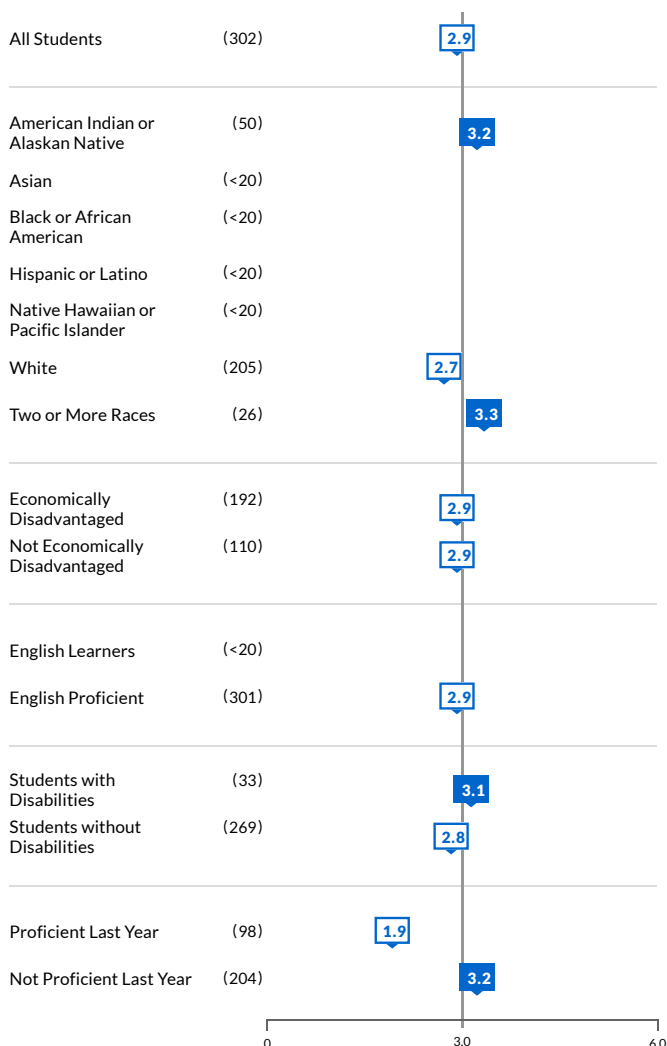 All Students (302) 2.9
American Indian or (50) 3.2
Alaskan Native
Asian (<20)
Black or African (<20)
American
Hispanic or Latino (<20)
Native Hawaiian or (<20)
Pacific Islander
White (205) 2.7
Two or More Races (26) 3.3
Economically (192) 2.9
Disadvantaged
Not Economically (110) 2.9
Disadvantaged
English Learners (<20)
English Proficient (301) 2.9
Students with (33) 3.1
Disabilities
Students without (269) 2.8
Disabilities
Proficient Last Year (98) 1.9
Not Proficient Last Year (204) 3.2
0 3.0 6.0